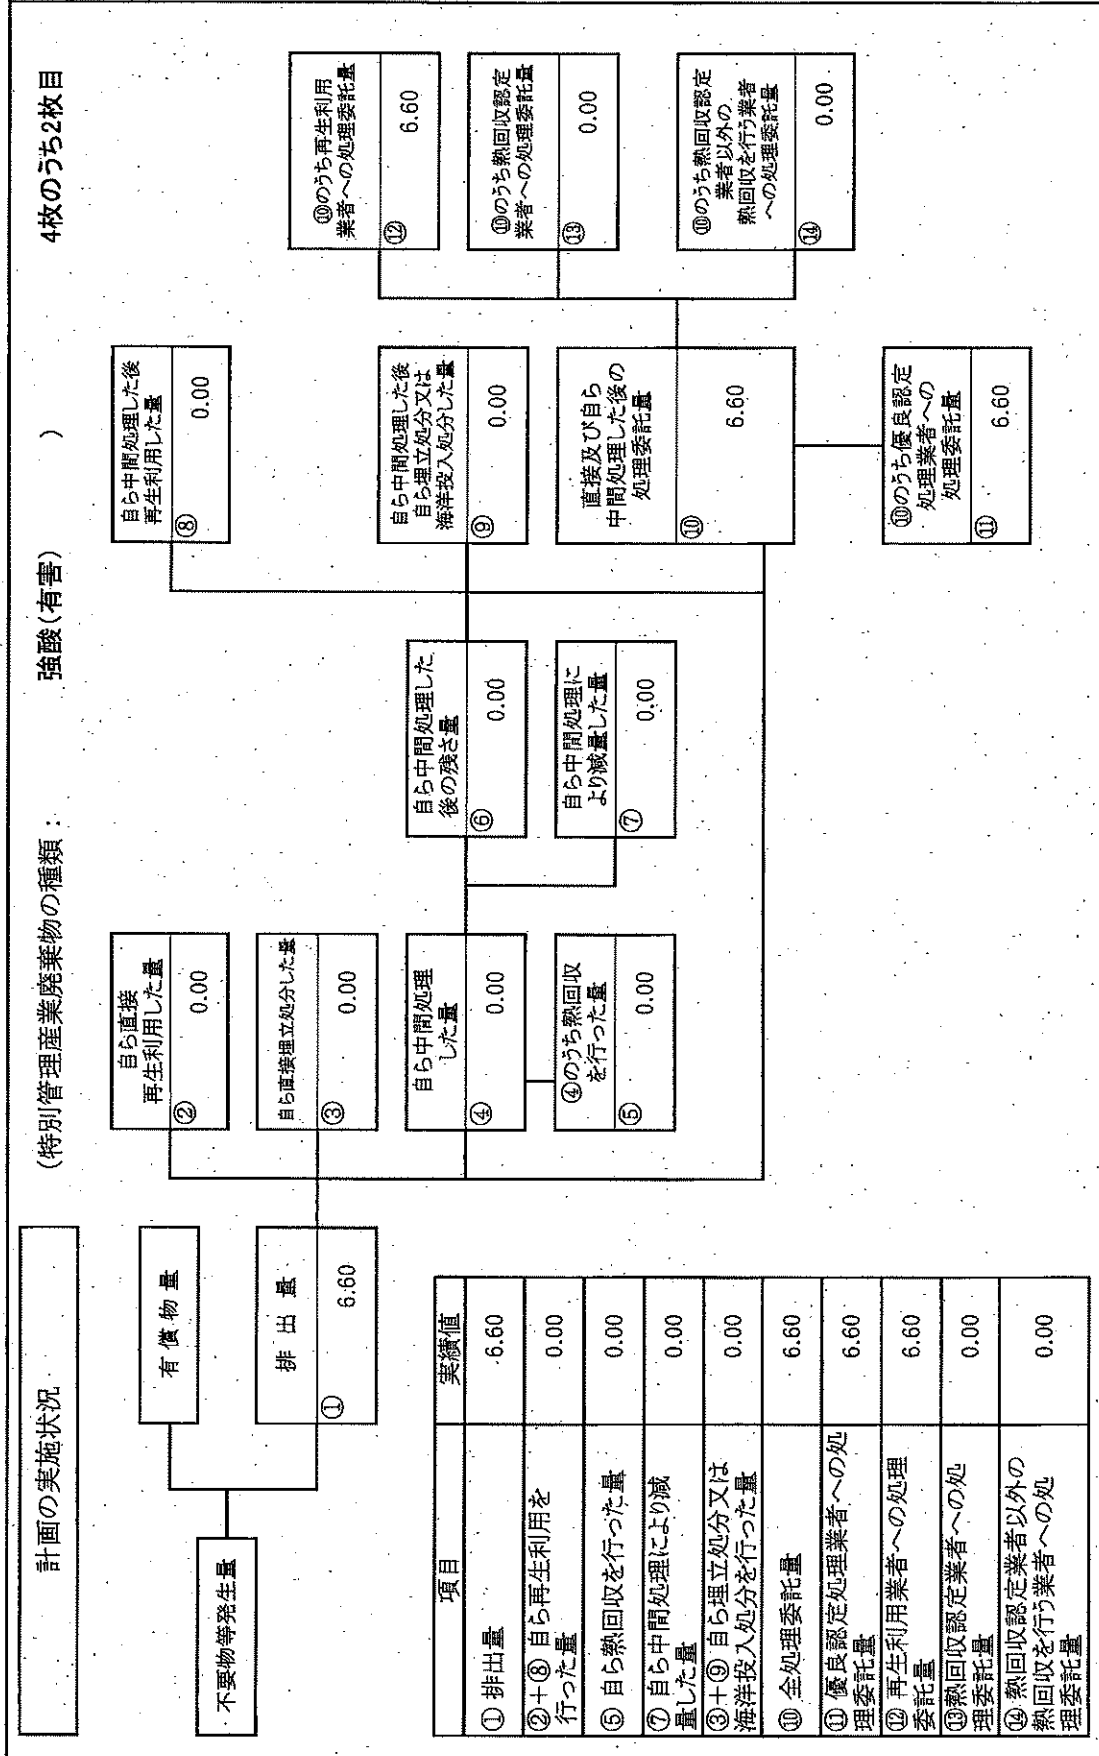 計画の実施状況
(特別管理産業廃棄物の種類:
強酸(有害)
)
4枚のうち2枚目
不要物等発生量
有償物量
排出量
①
6.60
自ら直接
再生利用した量
②
0.00
自ら直接埋立処分した量
③
0.00
自ら中間処理
した量
④
0.00
④のうち熱回収
を行った量
⑤
0.00
自ら中間処理した
後の残さ量
⑥
0.00
自ら中間処理に
より減量した量
⑦
0.00
自ら中間処理した後
再生利用した量
⑧
0.00
自ら中間処理した後
自ら埋立処分又は
海洋投入処分した量
⑨
0.00
直接及び自ら
中間処理した後の
処理委託量
⑩
6.60
⑩のうち優良認定
処理業者への
処理委託量
⑪
6.60
⑩のうち再生利用
業者への処理委託量
⑫
6.60
⑩のうち熱回収認定
業者への処理委託量
⑬
0.00
⑩のうち熱回収認定
業者以外の
熱回収を行う業者
への処理委託量
⑭
0.00
項目
実績値
① 排出量
6.60
②+⑧ 自ら再生利用を
行った量
0.00
⑤ 自ら熱回収を行った量
0.00
⑦ 自ら中間処理により減
量した量
0.00
③+⑨ 自ら埋立処分又は
海洋投入処分を行った量
0.00
⑩ 全処理委託量
6.60
⑪ 優良認定処理業者への処
理委託量
6.60
⑫ 再生利用業者への処理
委託量
6.60
⑬熱回収認定業者への処
理委託量
0.00
⑭ 熱回収認定業者以外の
熱回収を行う業者への処
理委託量
0.00